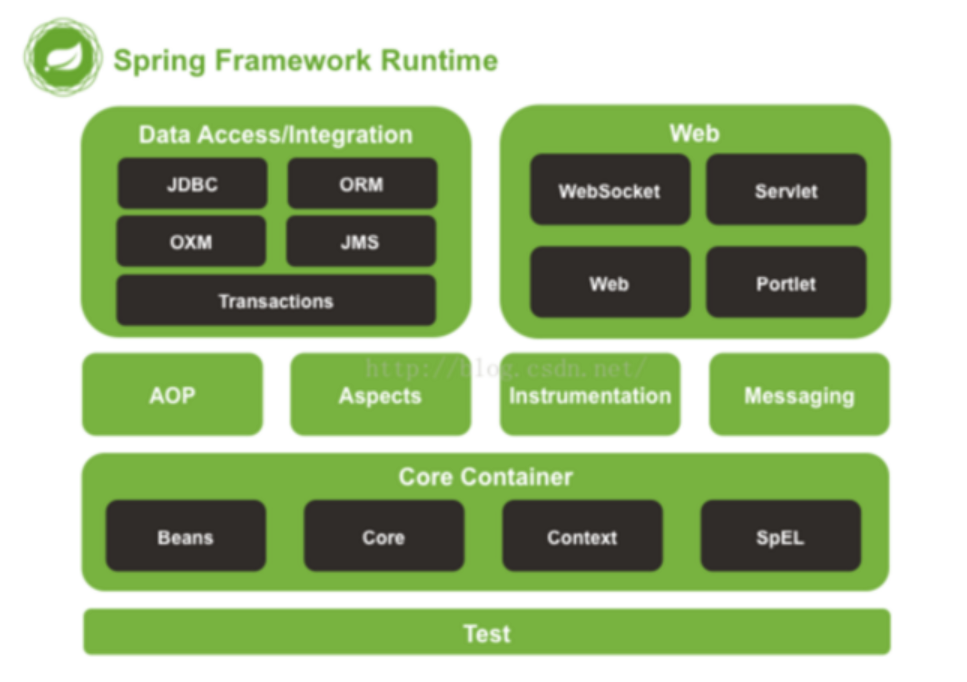 Spring Framework Runtime
Data Access/Integration
JDBC
ORM
OXM
JMS
Transactions
Web
WebSocket
Servlet
Web
Portlet
http://blog.csdn.net/
AOP
Aspects
Instrumentation
Messaging
Core Container
Beans
Core
Context
SpEL
Test